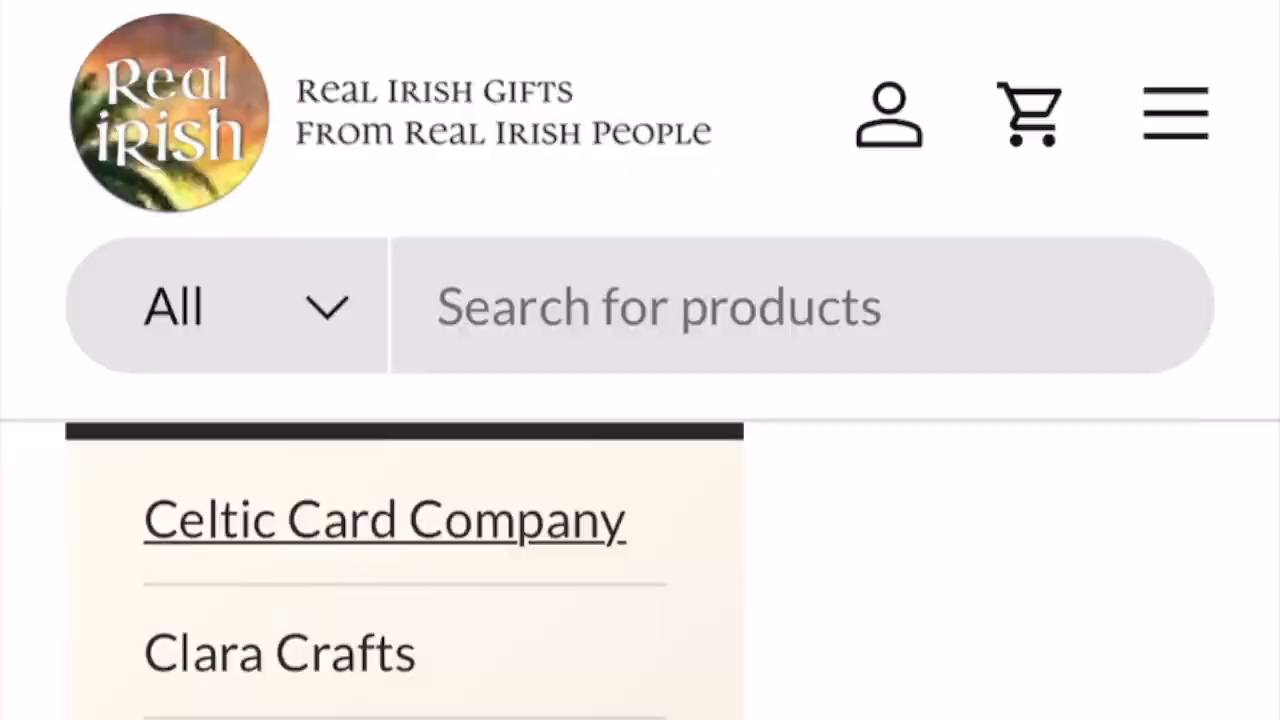 Real
iRish
Real Irish Gifts
From Real Irish People
All
Search for products
Celtic Card Company
Clara Crafts